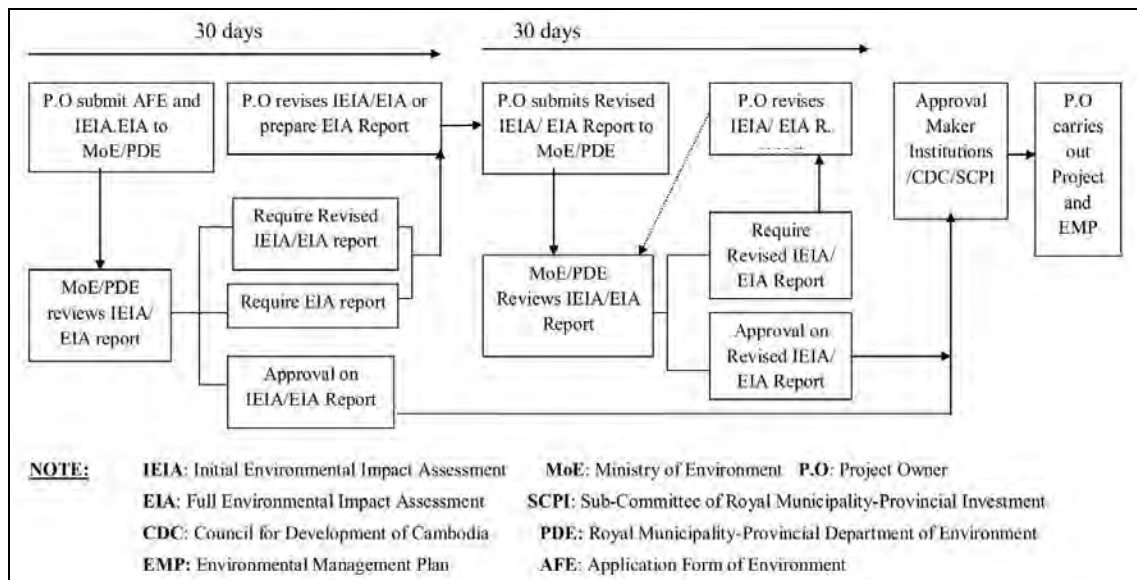 30 days
30 days
P.O submit AFE and
IEIA.EIA to
MoE/PDE
P.O revises IEIA/EIA or
prepare EIA Report
P.O submits Revised
IEIA/ EIA Report to
MoE/PDE
P.O revises
IEIA/ EIA R.
Approval
Maker
Institutions
/CDC/SCPI
P.O
carries
out
Project
and
EMP
Require Revised
IEIA/EIA report
Require EIA report
MoE/PDE
reviews IEIA/
EIA report
Approval on
IEIA/EIA Report
MoE/PDE
Reviews IEIA/EIA
Report
Require
Revised IEIA/
EIA Report
Approval on
Revised IEIA/
EIA Report
NOTE: IEIA: Initial Environmental Impact Assessment MoE: Ministry of Environment P.O: Project Owner
EIA: Full Environmental Impact Assessment SCPI: Sub-Committee of Royal Municipality-Provincial Investment
CDC: Council for Development of Cambodia PDE: Royal Municipality-Provincial Department of Environment
EMP: Environmental Management Plan AFE: Application Form of Environment